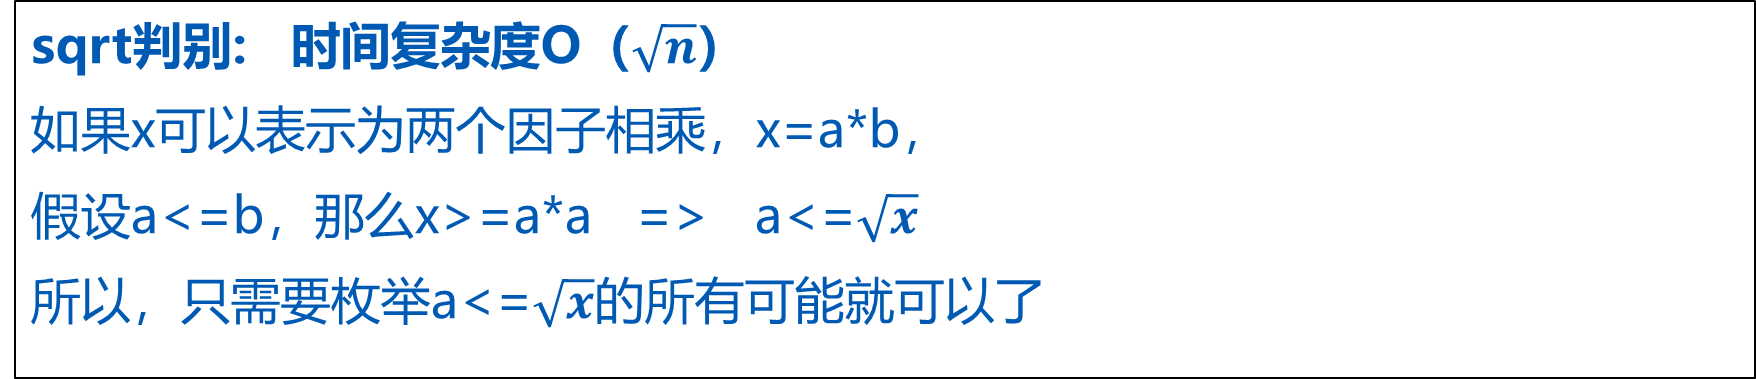 sqrt判别： 时间复杂度O（√n）
如果x可以表示为两个因子相乘，x=a*b，
假设a<=b，那么x>=a*a => a<=√x
所以，只需要枚举a<=√x的所有可能就可以了